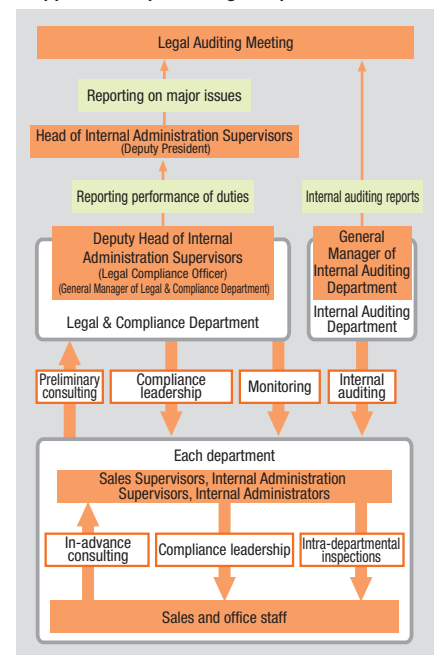 Legal Auditing Meeting
Reporting on major issues
Head of Internal Administration Supervisors
(Deputy President)
Reporting performance of duties
Internal auditing reports
Deputy Head of Internal
Administration Supervisors
(Legal Compliance Officer)
(General Manager of Legal & Compliance Department)
Legal & Compliance Department
General
Manager of
Internal Auditing
Department
Internal Auditing
Department
Preliminary
consulting
Compliance
leadership
Monitoring
Internal
auditing
Each department
Sales Supervisors, Internal Administration
Supervisors, Internal Administrators
In-advance
consulting
Compliance leadership
Intra-departmental
inspections
Sales and office staff